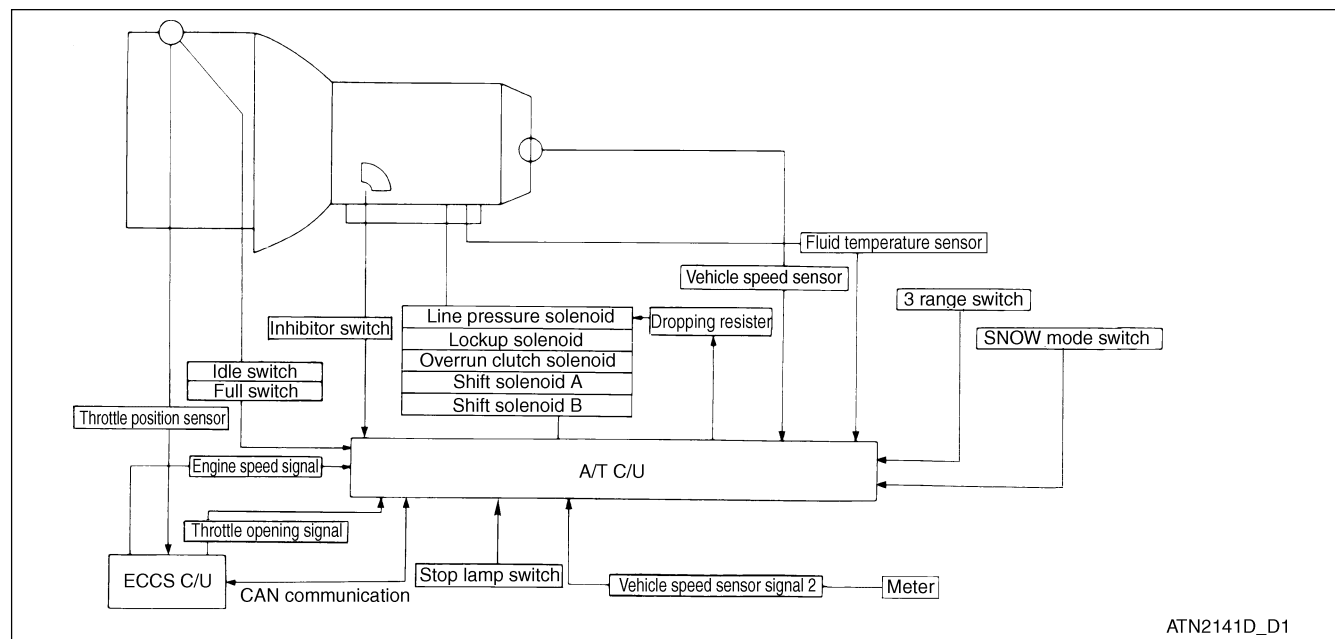 Fluid temperature sensor
Vehicle speed sensor
3 range switch
Inhibitor switch
Line pressure solenoid
Dropping resister
SNOW mode switch
Lockup solenoid
Overrun clutch solenoid
Idle switch
Shift solenoid A
Full switch
Shift solenoid B
Throttle position sensor
Engine speed signal
A/T C/U
Throttle opening signal
ECCS C/U
Stop lamp switch
Vehicle speed sensor signal 2
Meter
CAN communication
ATN2141D_D1